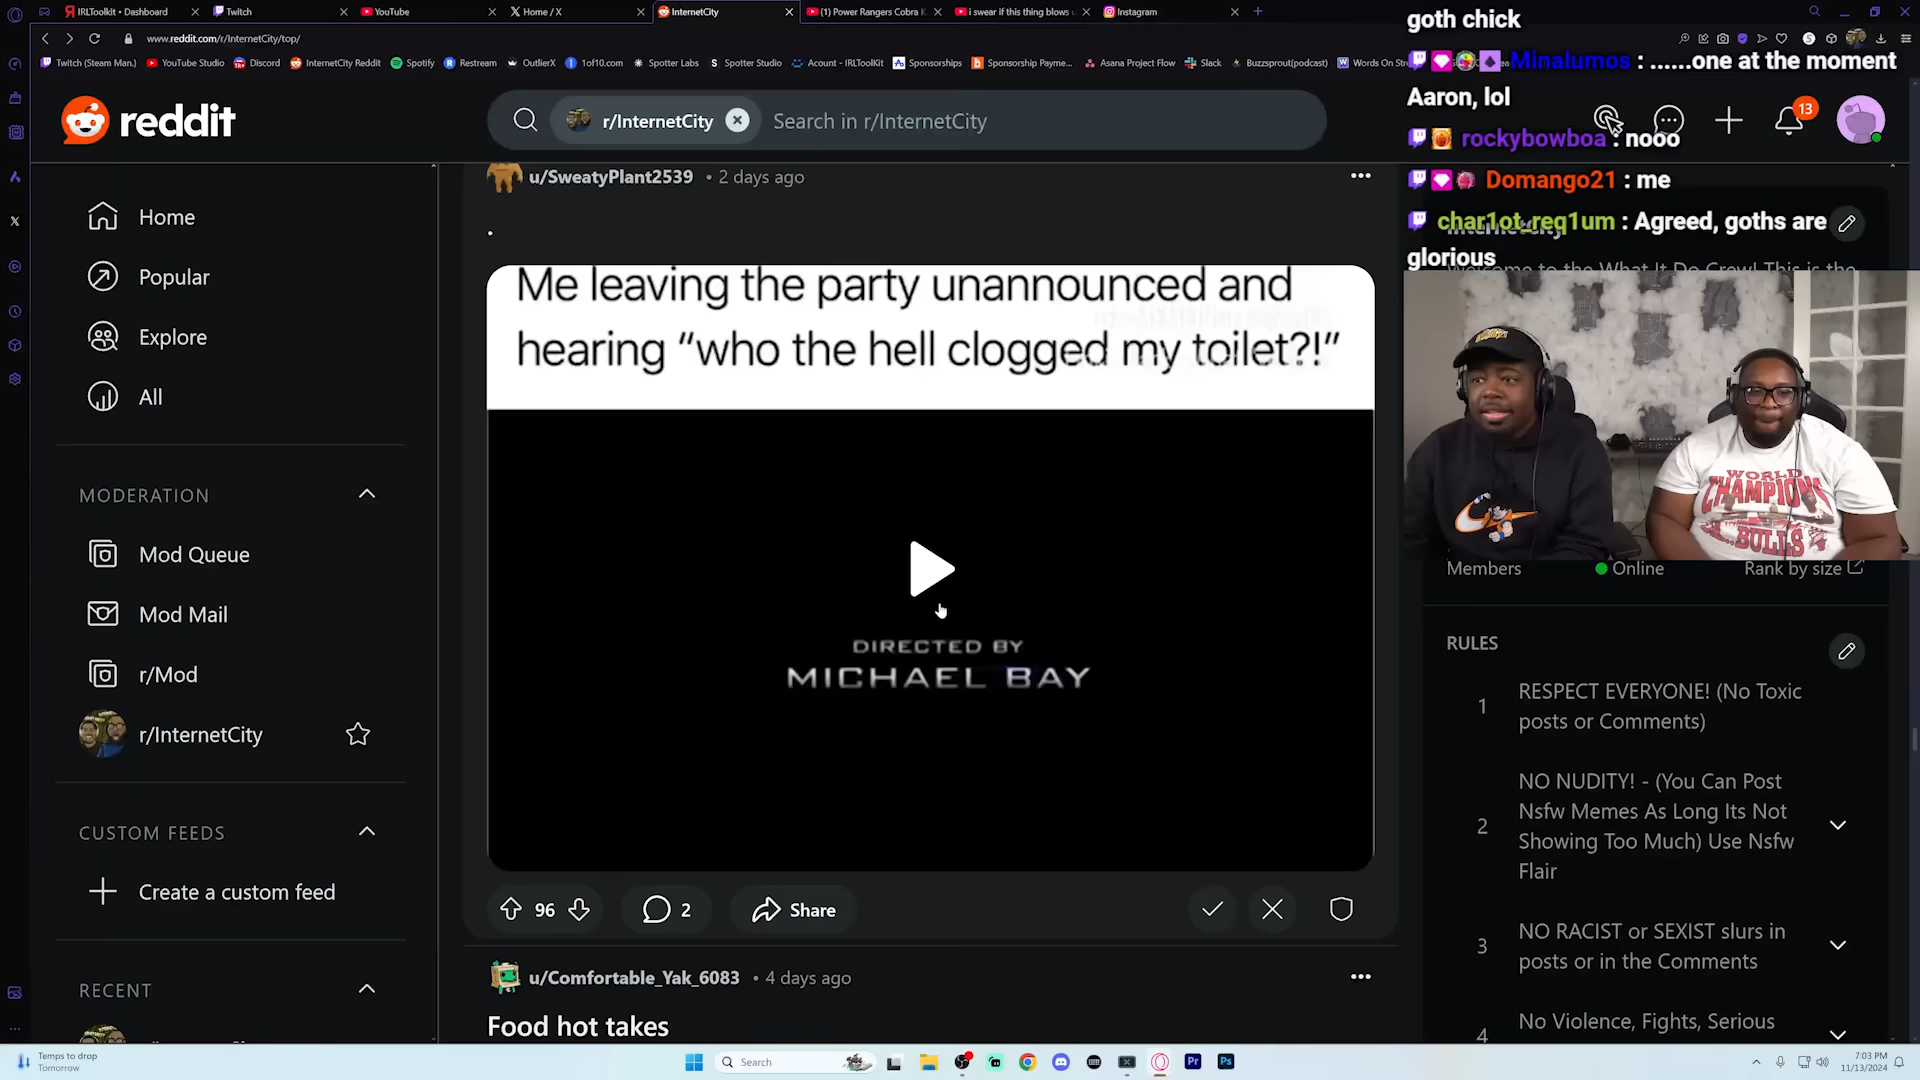 IRLToolkit • Dashboard
Twitch
YouTube
Home / X
InternetCity
(1) Power Rangers Cobra K
i swear if this thing blows u
Instagram
www.reddit.com/r/InternetCity/top/
Twitch (Steam Man.)
YouTube Studio
Discord
InternetCity Reddit
Spotify
Restream
OutlierX
1of10.com
Spotter Labs
Spotter Studio
Acount - IRLToolKit
Sponsorships
Sponsorship Payme...
Asana Project Flow
Slack
Buzzsprout(podcast)
Words On Str
goth chick
Minalumos : ......one at the moment
Aaron, lol
rockybowboa : nooo
Domango21 : me
char1ot_req1um : Agreed, goths are
glorious
reddit
r/InternetCity
Search in r/InternetCity
13
Home
Popular
Explore
All
MODERATION
Mod Queue
Mod Mail
r/Mod
r/InternetCity
CUSTOM FEEDS
Create a custom feed
RECENT
u/SweatyPlant2539 • 2 days ago
.
Me leaving the party unannounced and
hearing “who the hell clogged my toilet?!”
DIRECTED BY
MICHAEL BAY
96
2
Share
u/Comfortable_Yak_6083 • 4 days ago
Food hot takes
InternetCity
Welcome to the What It Do Crew! This is the
WORLD
CHAMPIONS
BULLS
Members
Online
Rank by size
RULES
1
RESPECT EVERYONE! (No Toxic
posts or Comments)
2
NO NUDITY! - (You Can Post
Nsfw Memes As Long Its Not
Showing Too Much) Use Nsfw
Flair
3
NO RACIST or SEXIST slurs in
posts or in the Comments
4
No Violence, Fights, Serious
Temps to drop
Tomorrow
Search
Pr
Ps
7:03 PM
11/13/2024